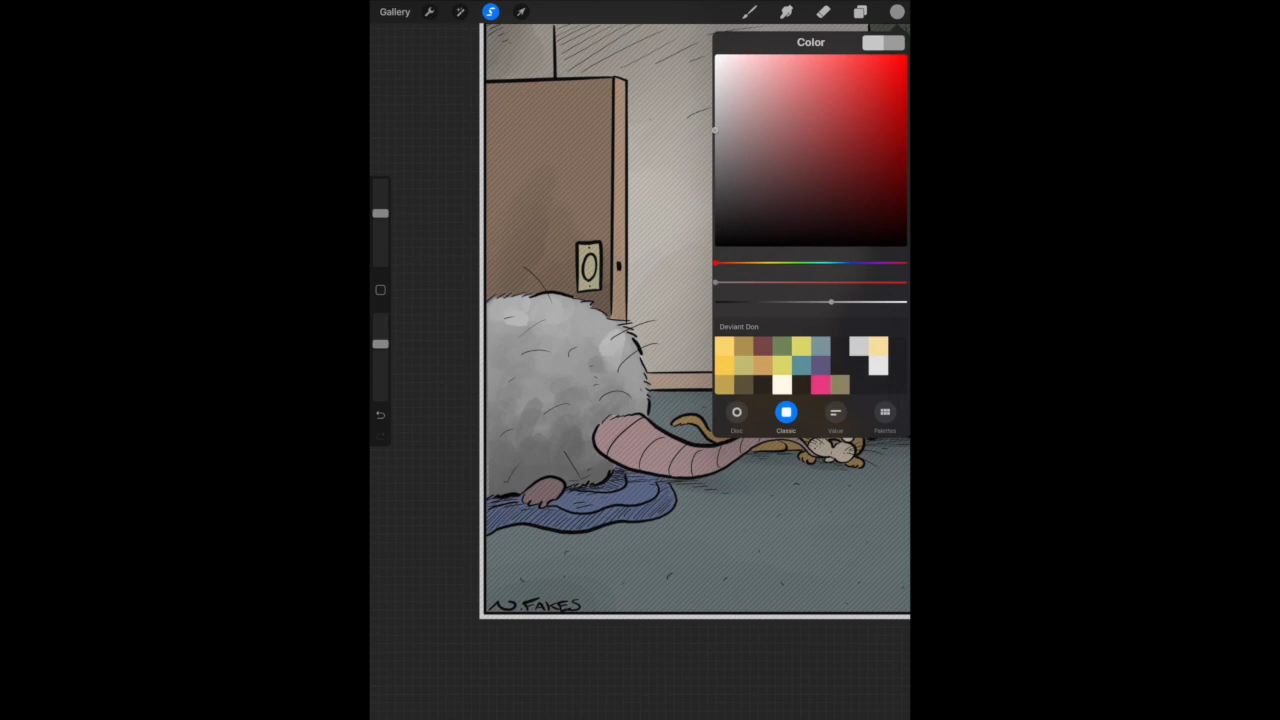 Gallery
Color
Deviant Don
Disc
Classic
Value
Palettes
N.FAKES